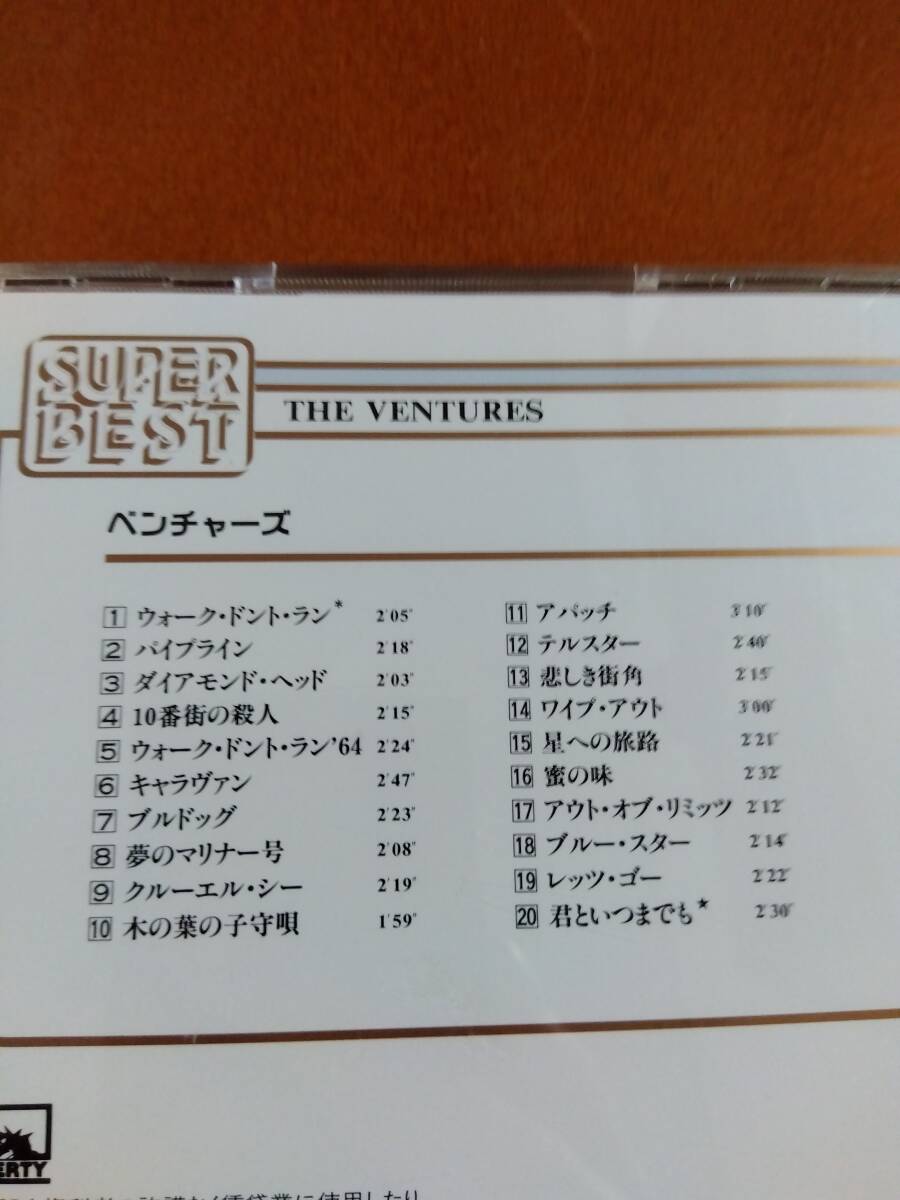 SUPER
BEST
THE VENTURES
ベンチャーズ
1 ウォーク・ドント・ラン* 2'05"
2 パイプライン 2'18"
3 ダイアモンド・ヘッド 2'03"
4 10番街の殺人 2'15"
5 ウォーク・ドント・ラン'64 2'24"
6 キャラヴァン 2'47"
7 ブルドッグ 2'23"
8 夢のマリナー号 2'08"
9 クルーエル・シー 2'19"
10 木の葉の子守唄 1'59"
11 アパッチ 3'10"
12 テルスター 2'40"
13 悲しき街角 2'15"
14 ワイプ・アウト 3'00"
15 星への旅路 2'21"
16 蜜の味 2'32"
17 アウト・オブ・リミッツ 2'12"
18 ブルー・スター 2'14"
19 レッツ・ゴー 2'22"
20 君といつまでも★ 2'30"
ERTY